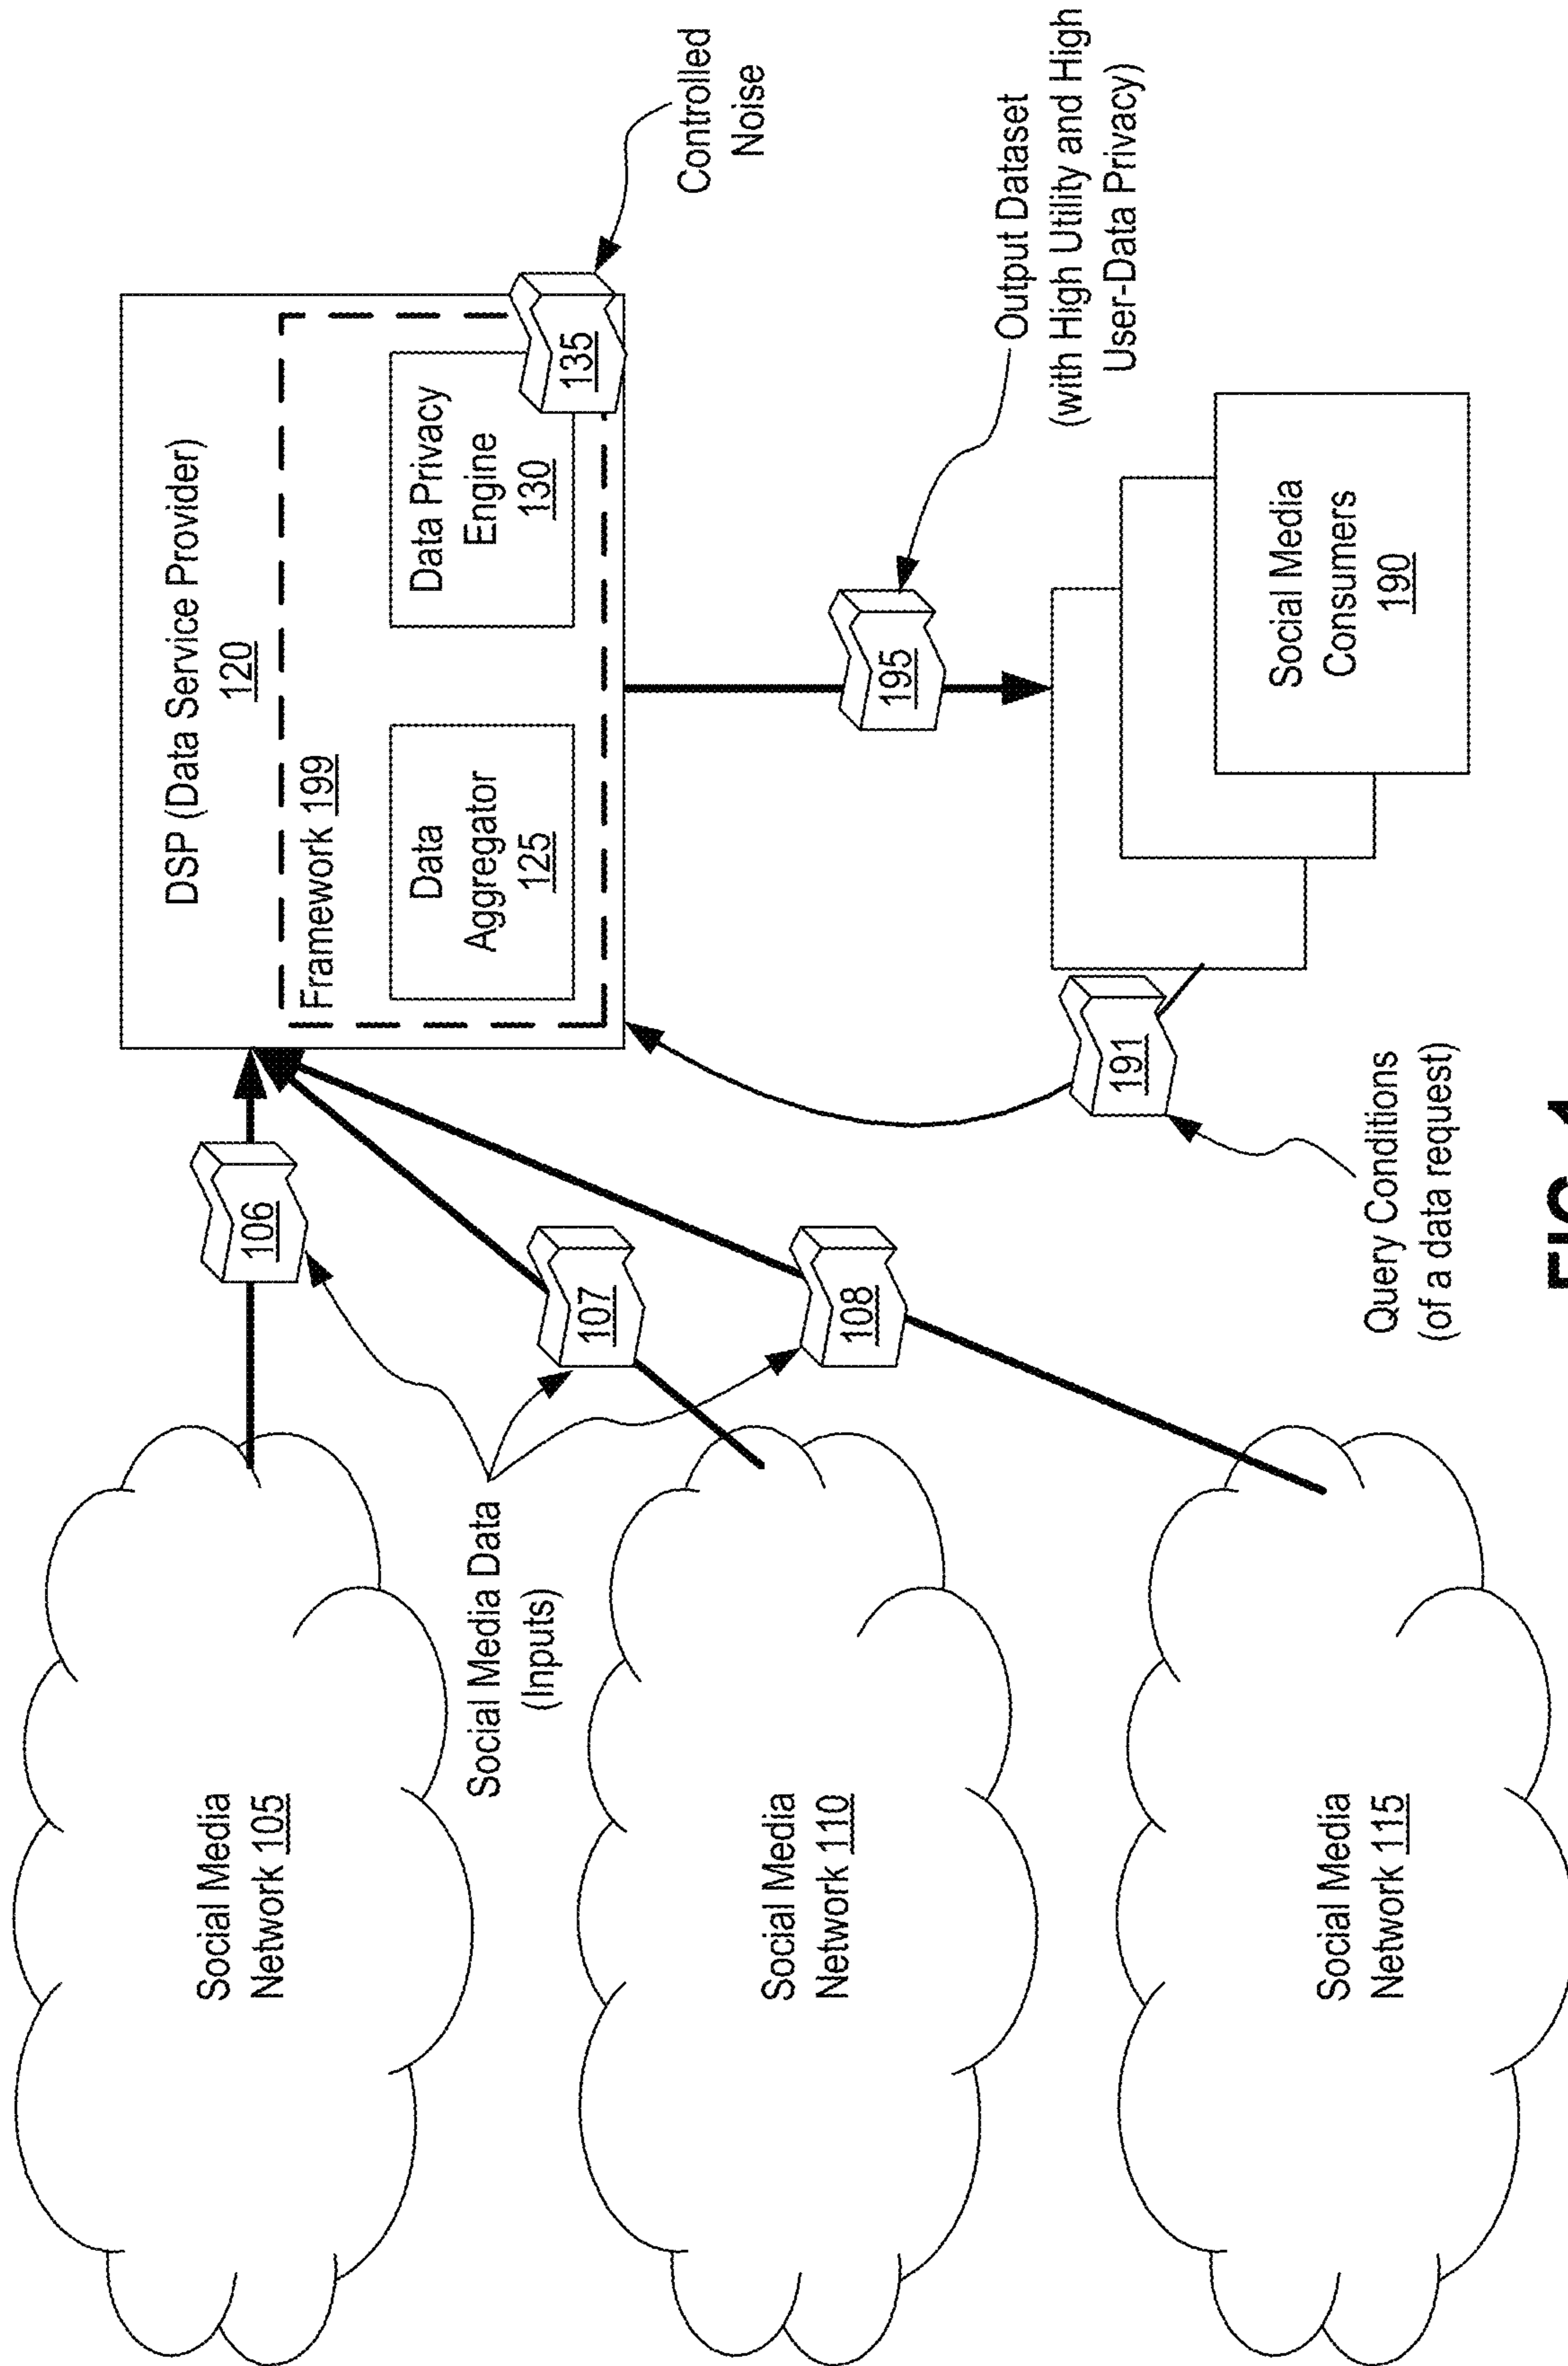 Social Media
Network 105
Social Media
Network 110
Social Media
Network 115
Social Media Data
(Inputs)
106
107
108
DSP (Data Service Provider)
120
Framework 199
Data
Aggregator
125
Data Privacy
Engine
130
135
Controlled
Noise
195
Output Dataset
(with High Utility and High
User-Data Privacy)
191
Query Conditions
(of a data request)
Social Media
Consumers
190
FIG. 1